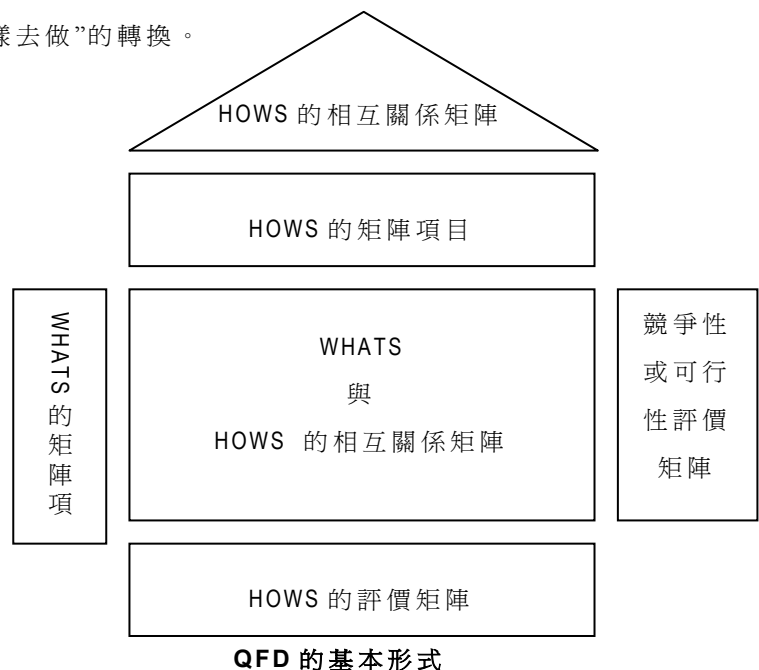 樣去做”的轉換。
HOWS 的相互關係矩陣
HOWS 的矩陣項目
WHATS 的矩陣項
WHATS
與
HOWS 的相互關係矩陣
競爭性
或可行
性評價
矩陣
HOWS 的評價矩陣
QFD 的基本形式